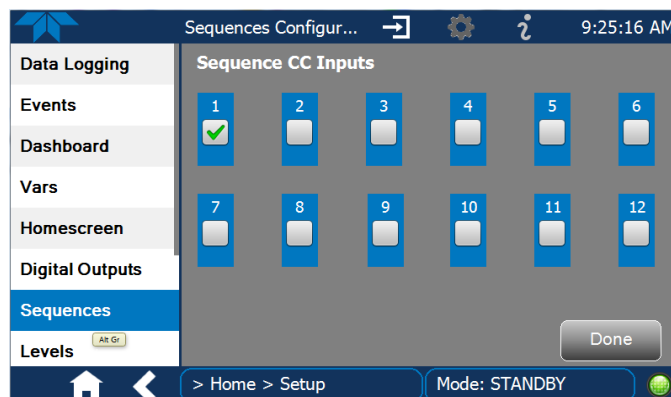 Sequences Configur... 9:25:16 AM
Data Logging
Events
Dashboard
Vars
Homescreen
Digital Outputs
Sequences
Levels
Alt Gr
Sequence CC Inputs
1 2 3 4 5 6
7 8 9 10 11 12
Done
> Home > Setup Mode: STANDBY